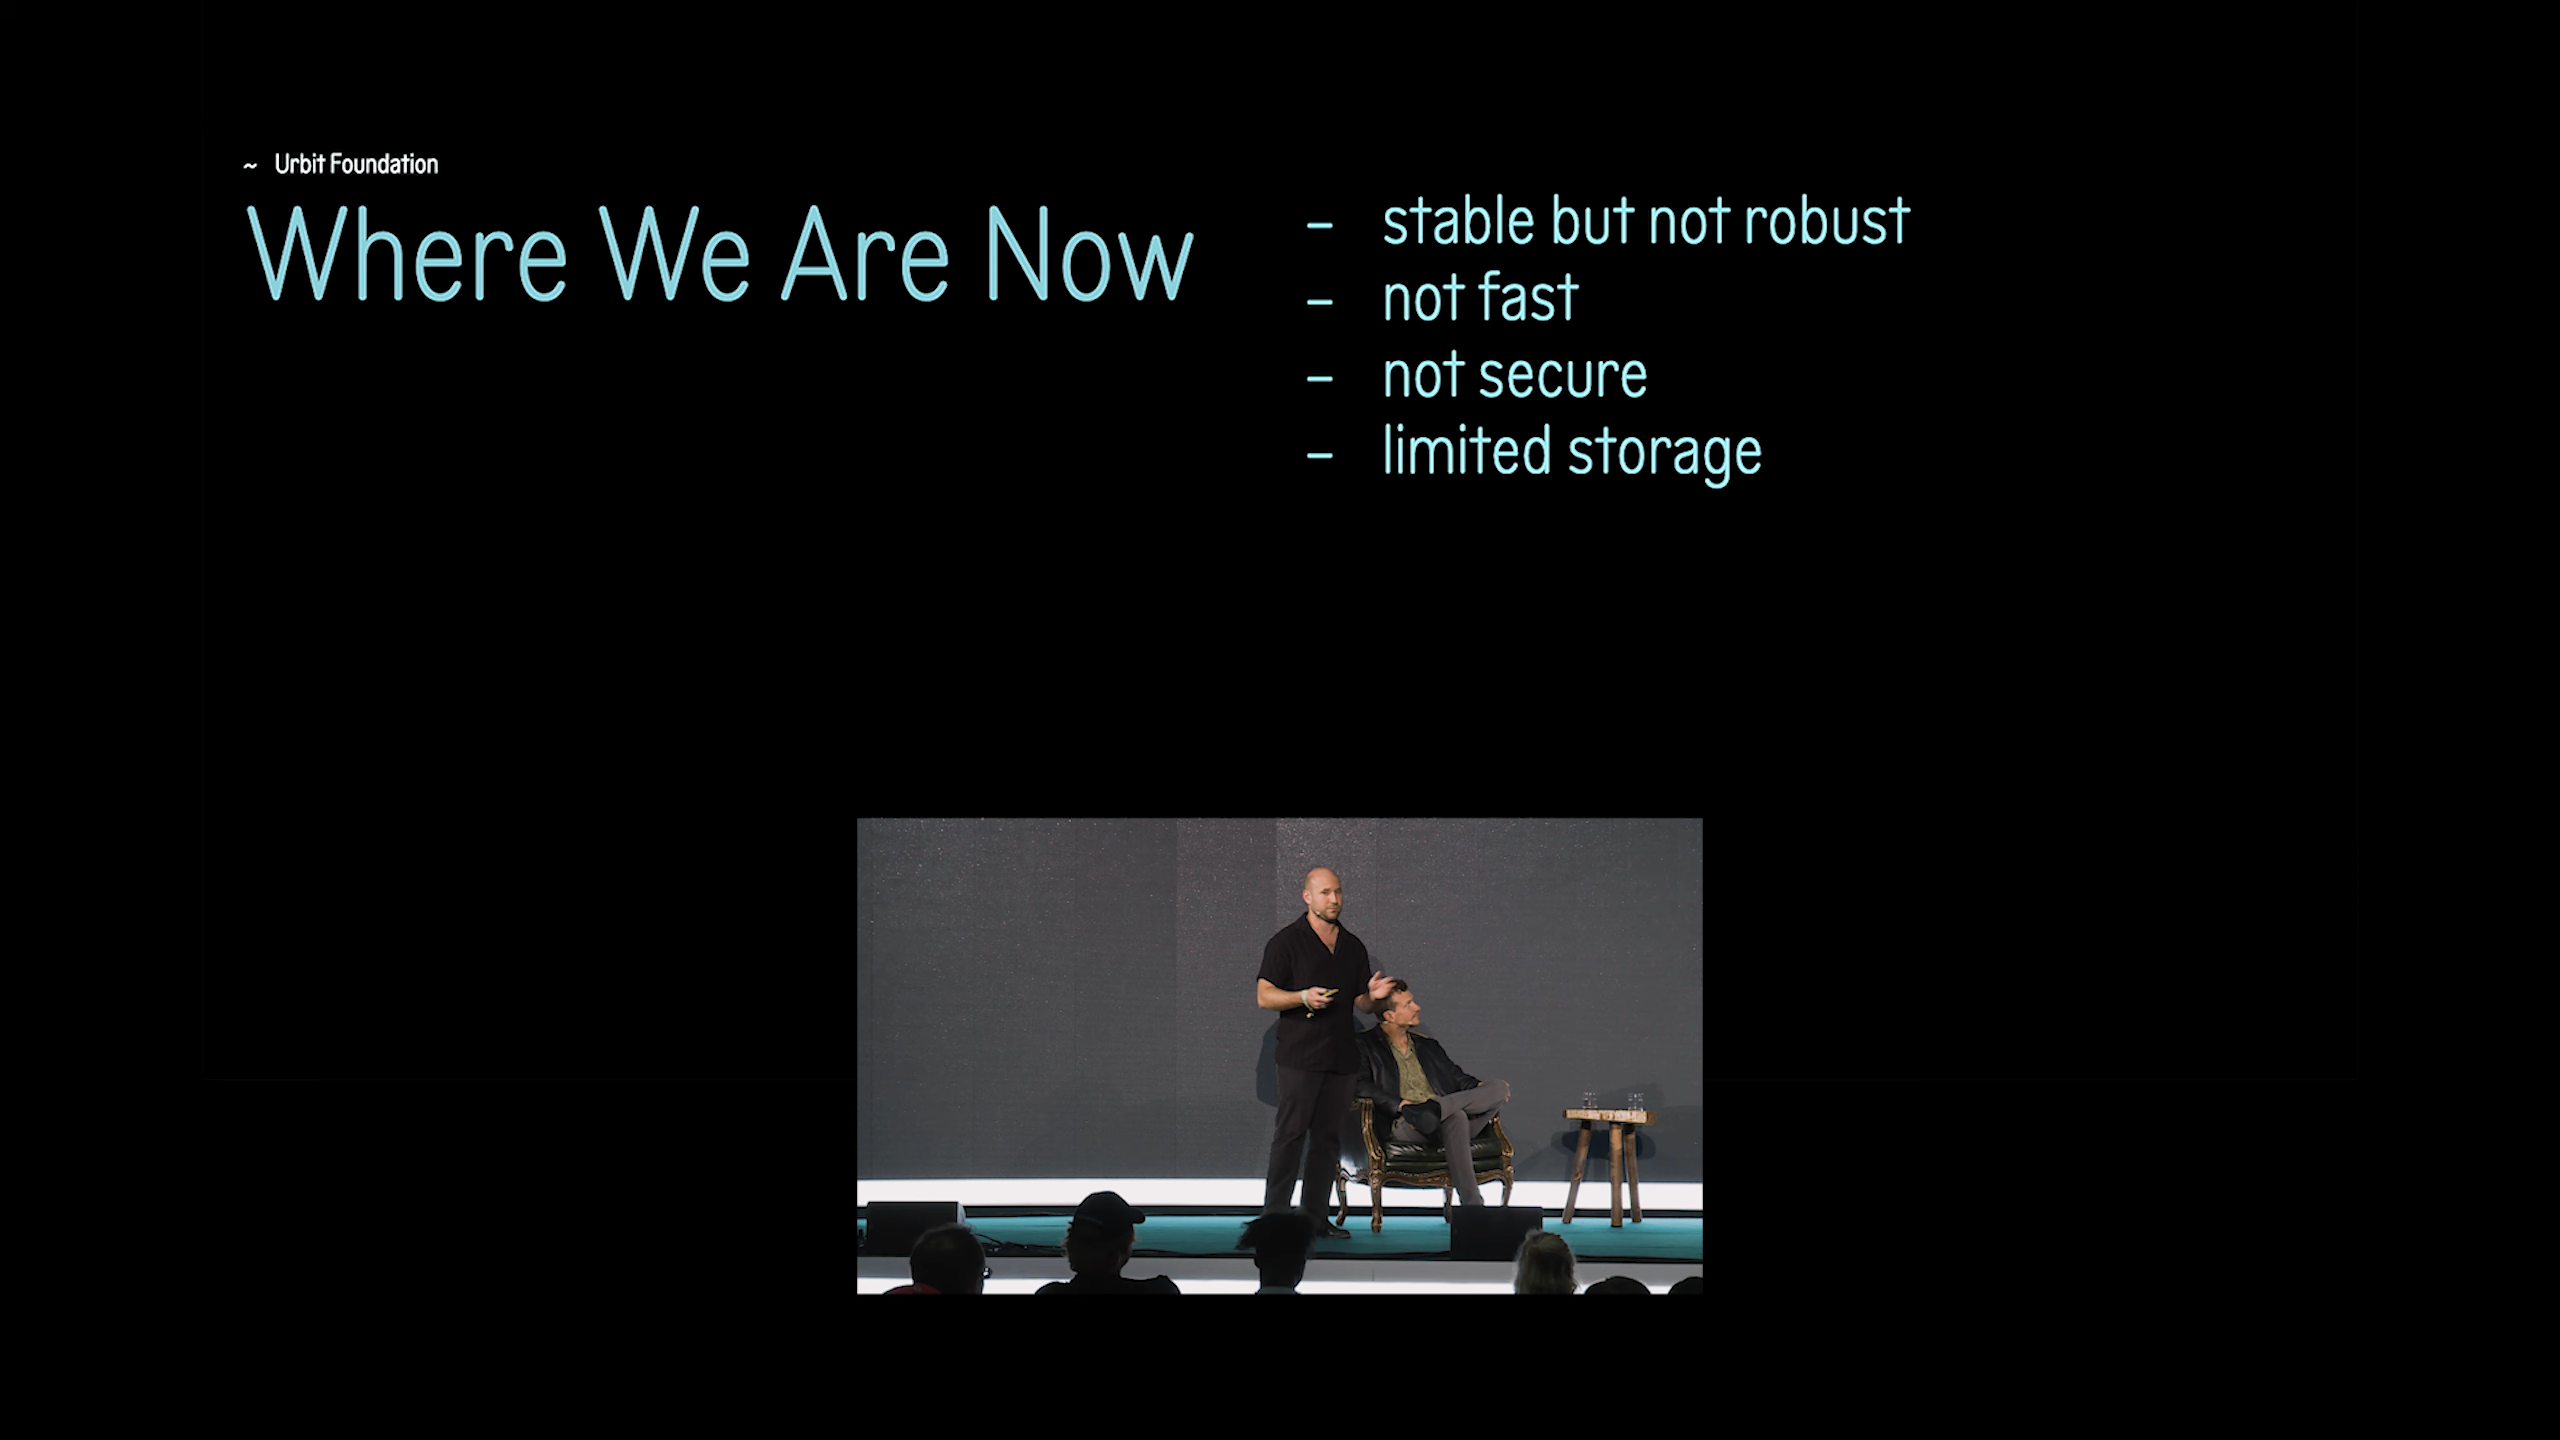 ~ Urbit Foundation
Where We Are Now
– stable but not robust
– not fast
– not secure
– limited storage